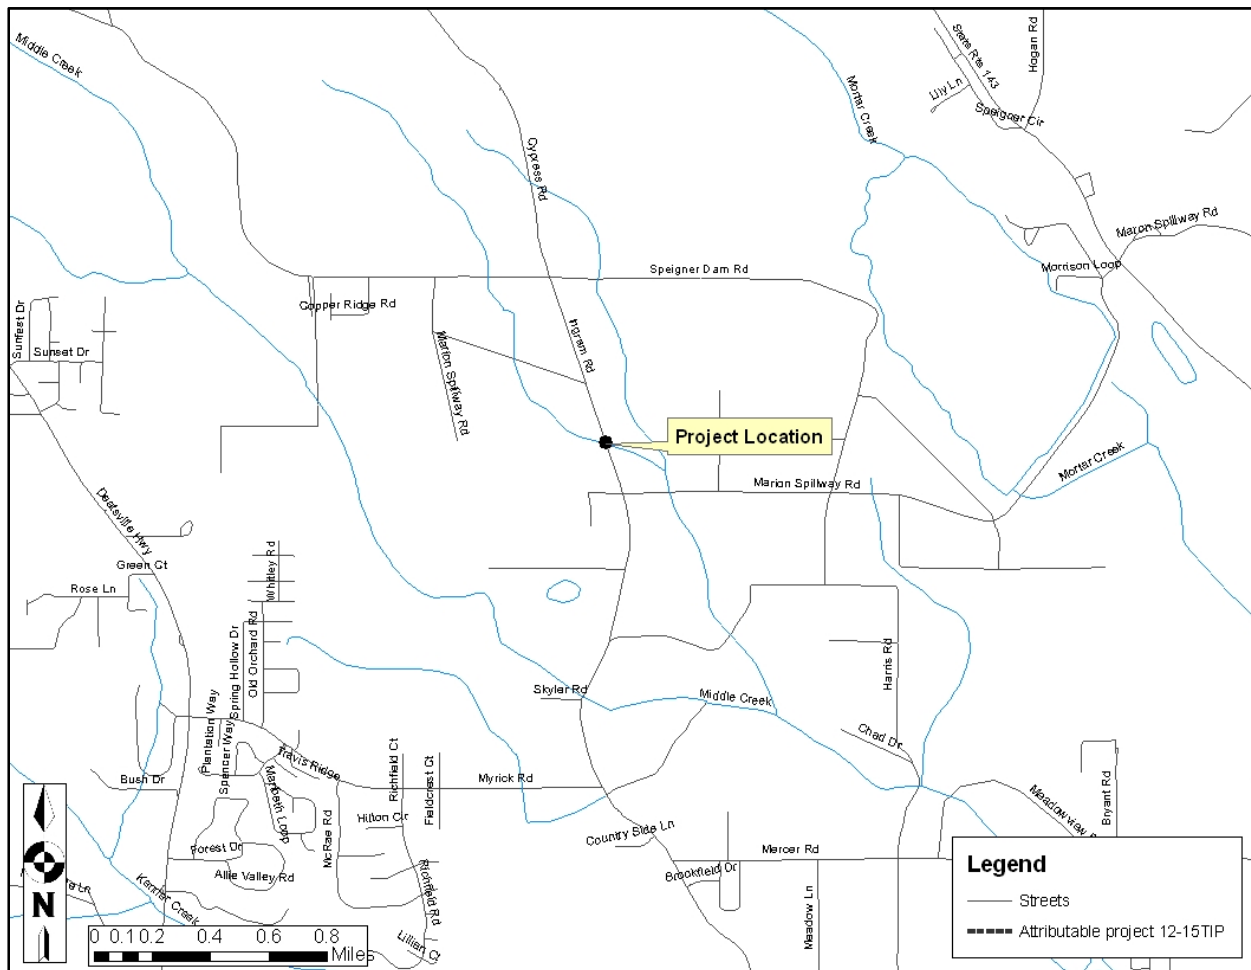 Middle Creek
Cypress Rd
Mortar Creek
State Rte 143
Hogan Rd
Lily Ln
Speigner Cir
Maron Spillway Rd
Morrison Loop
Speigner Dam Rd
Copper Ridge Rd
Sunfest Dr
Sunset Dr
Marion Spillway Rd
Ingram Rd
Project Location
Mortar Creek
Marion Spillway Rd
Deatsville Hwy
Green Ct
Rose Ln
Whitley Rd
Old Orchard Rd
Spring Hollow Dr
Plantation Way
Spencer Way
Harris Rd
Skyler Rd
Middle Creek
Chad Dr
Travis Ridge
Richfield Ct
Fieldcrest Ct
Myrick Rd
Bush Dr
Maribeth Loop
Hilton Cir
McRae Rd
Country Side Ln
Meadowview
Bryant Rd
Forest Dr
Allie Valley Rd
Mercer Rd
Brookfield Dr
Meadow Ln
Richfield Rd
Lillian Ct
Ln
Kenner Creek
N
0 0.1 0.2 0.4 0.6 0.8
Miles
Legend
Streets
Attributable project 12-15TIP